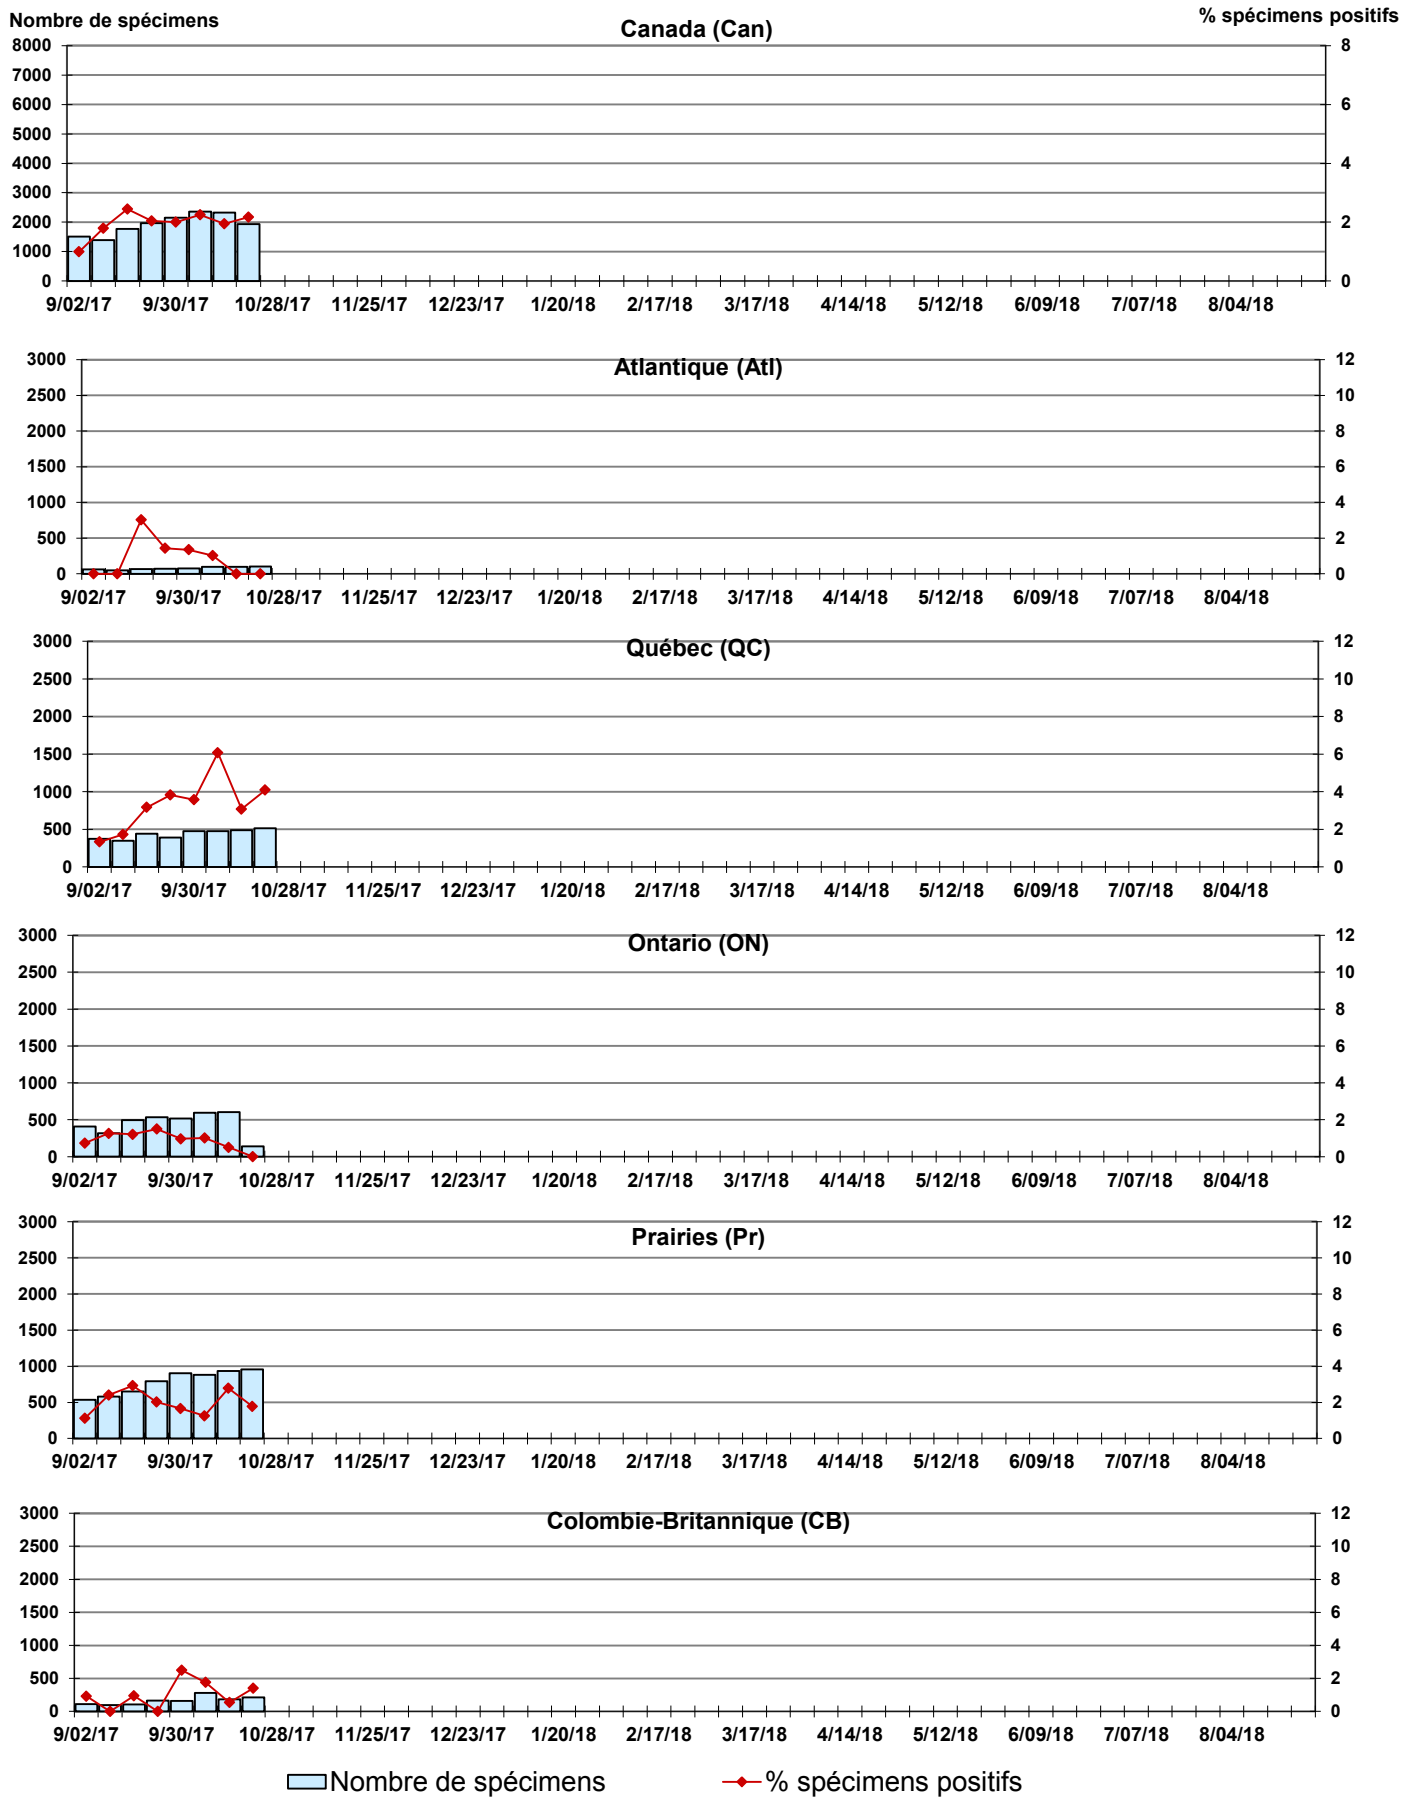 Nombre de spécimens
% spécimens positifs
Canada (Can)
8000 8
7000
6000 6
5000
4000 4
3000
2000 2
1000
0 0
9/02/17 9/30/17 10/28/17 11/25/17 12/23/17 1/20/18 2/17/18 3/17/18 4/14/18 5/12/18 6/09/18 7/07/18 8/04/18
Atlantique (Atl)
3000 12
2500 10
2000 8
1500 6
1000 4
500 2
0 0
9/02/17 9/30/17 10/28/17 11/25/17 12/23/17 1/20/18 2/17/18 3/17/18 4/14/18 5/12/18 6/09/18 7/07/18 8/04/18
Québec (QC)
3000 12
2500 10
2000 8
1500 6
1000 4
500 2
0 0
9/02/17 9/30/17 10/28/17 11/25/17 12/23/17 1/20/18 2/17/18 3/17/18 4/14/18 5/12/18 6/09/18 7/07/18 8/04/18
Ontario (ON)
3000 12
2500 10
2000 8
1500 6
1000 4
500 2
0 0
9/02/17 9/30/17 10/28/17 11/25/17 12/23/17 1/20/18 2/17/18 3/17/18 4/14/18 5/12/18 6/09/18 7/07/18 8/04/18
Prairies (Pr)
3000 12
2500 10
2000 8
1500 6
1000 4
500 2
0 0
9/02/17 9/30/17 10/28/17 11/25/17 12/23/17 1/20/18 2/17/18 3/17/18 4/14/18 5/12/18 6/09/18 7/07/18 8/04/18
Colombie-Britannique (CB)
3000 12
2500 10
2000 8
1500 6
1000 4
500 2
0 0
9/02/17 9/30/17 10/28/17 11/25/17 12/23/17 1/20/18 2/17/18 3/17/18 4/14/18 5/12/18 6/09/18 7/07/18 8/04/18
Nombre de spécimens % spécimens positifs